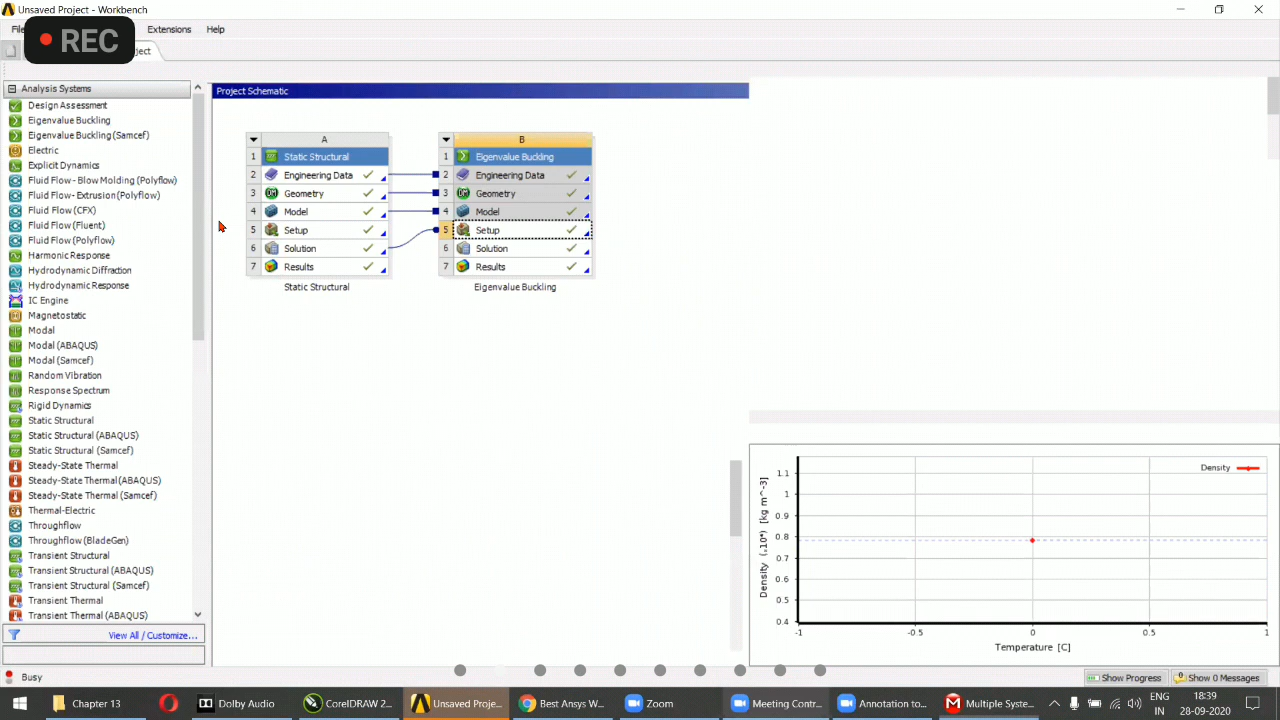 Unsaved Project - Workbench
REC
Extensions
Help
ject
Analysis Systems
Design Assessment
Eigenvalue Buckling
Eigenvalue Buckling (Samcef)
Electric
Explicit Dynamics
Fluid Flow - Blow Molding (Polyflow)
Fluid Flow - Extrusion (Polyflow)
Fluid Flow (CFX)
Fluid Flow (Fluent)
Fluid Flow (Polyflow)
Harmonic Response
Hydrodynamic Diffraction
Hydrodynamic Response
IC Engine
Magnetostatic
Modal
Modal (ABAQUS)
Modal (Samcef)
Random Vibration
Response Spectrum
Rigid Dynamics
Static Structural
Static Structural (ABAQUS)
Static Structural (Samcef)
Steady-State Thermal
Steady-State Thermal (ABAQUS)
Steady-State Thermal (Samcef)
Thermal-Electric
Throughflow
Throughflow (BladeGen)
Transient Structural
Transient Structural (ABAQUS)
Transient Structural (Samcef)
Transient Thermal
Transient Thermal (ABAQUS)
View All / Customize...
Project Schematic
A
1 Static Structural
2 Engineering Data
3 Geometry
4 Model
5 Setup
6 Solution
7 Results
Static Structural
B
1 Eigenvalue Buckling
2 Engineering Data
3 Geometry
4 Model
5 Setup
6 Solution
7 Results
Eigenvalue Buckling
Density
1.1
1
0.9
0.8
0.7
0.6
0.5
0.4
-1 -0.5 0 0.5 1
Temperature [C]
Busy
Show Progress
Show 0 Messages
Chapter 13
Dolby Audio
CorelDRAW 2...
Unsaved Proje...
Best Ansys W...
Zoom
Meeting Contr...
Annotation to...
Multiple Syste...
ENG
IN
18:39
28-09-2020